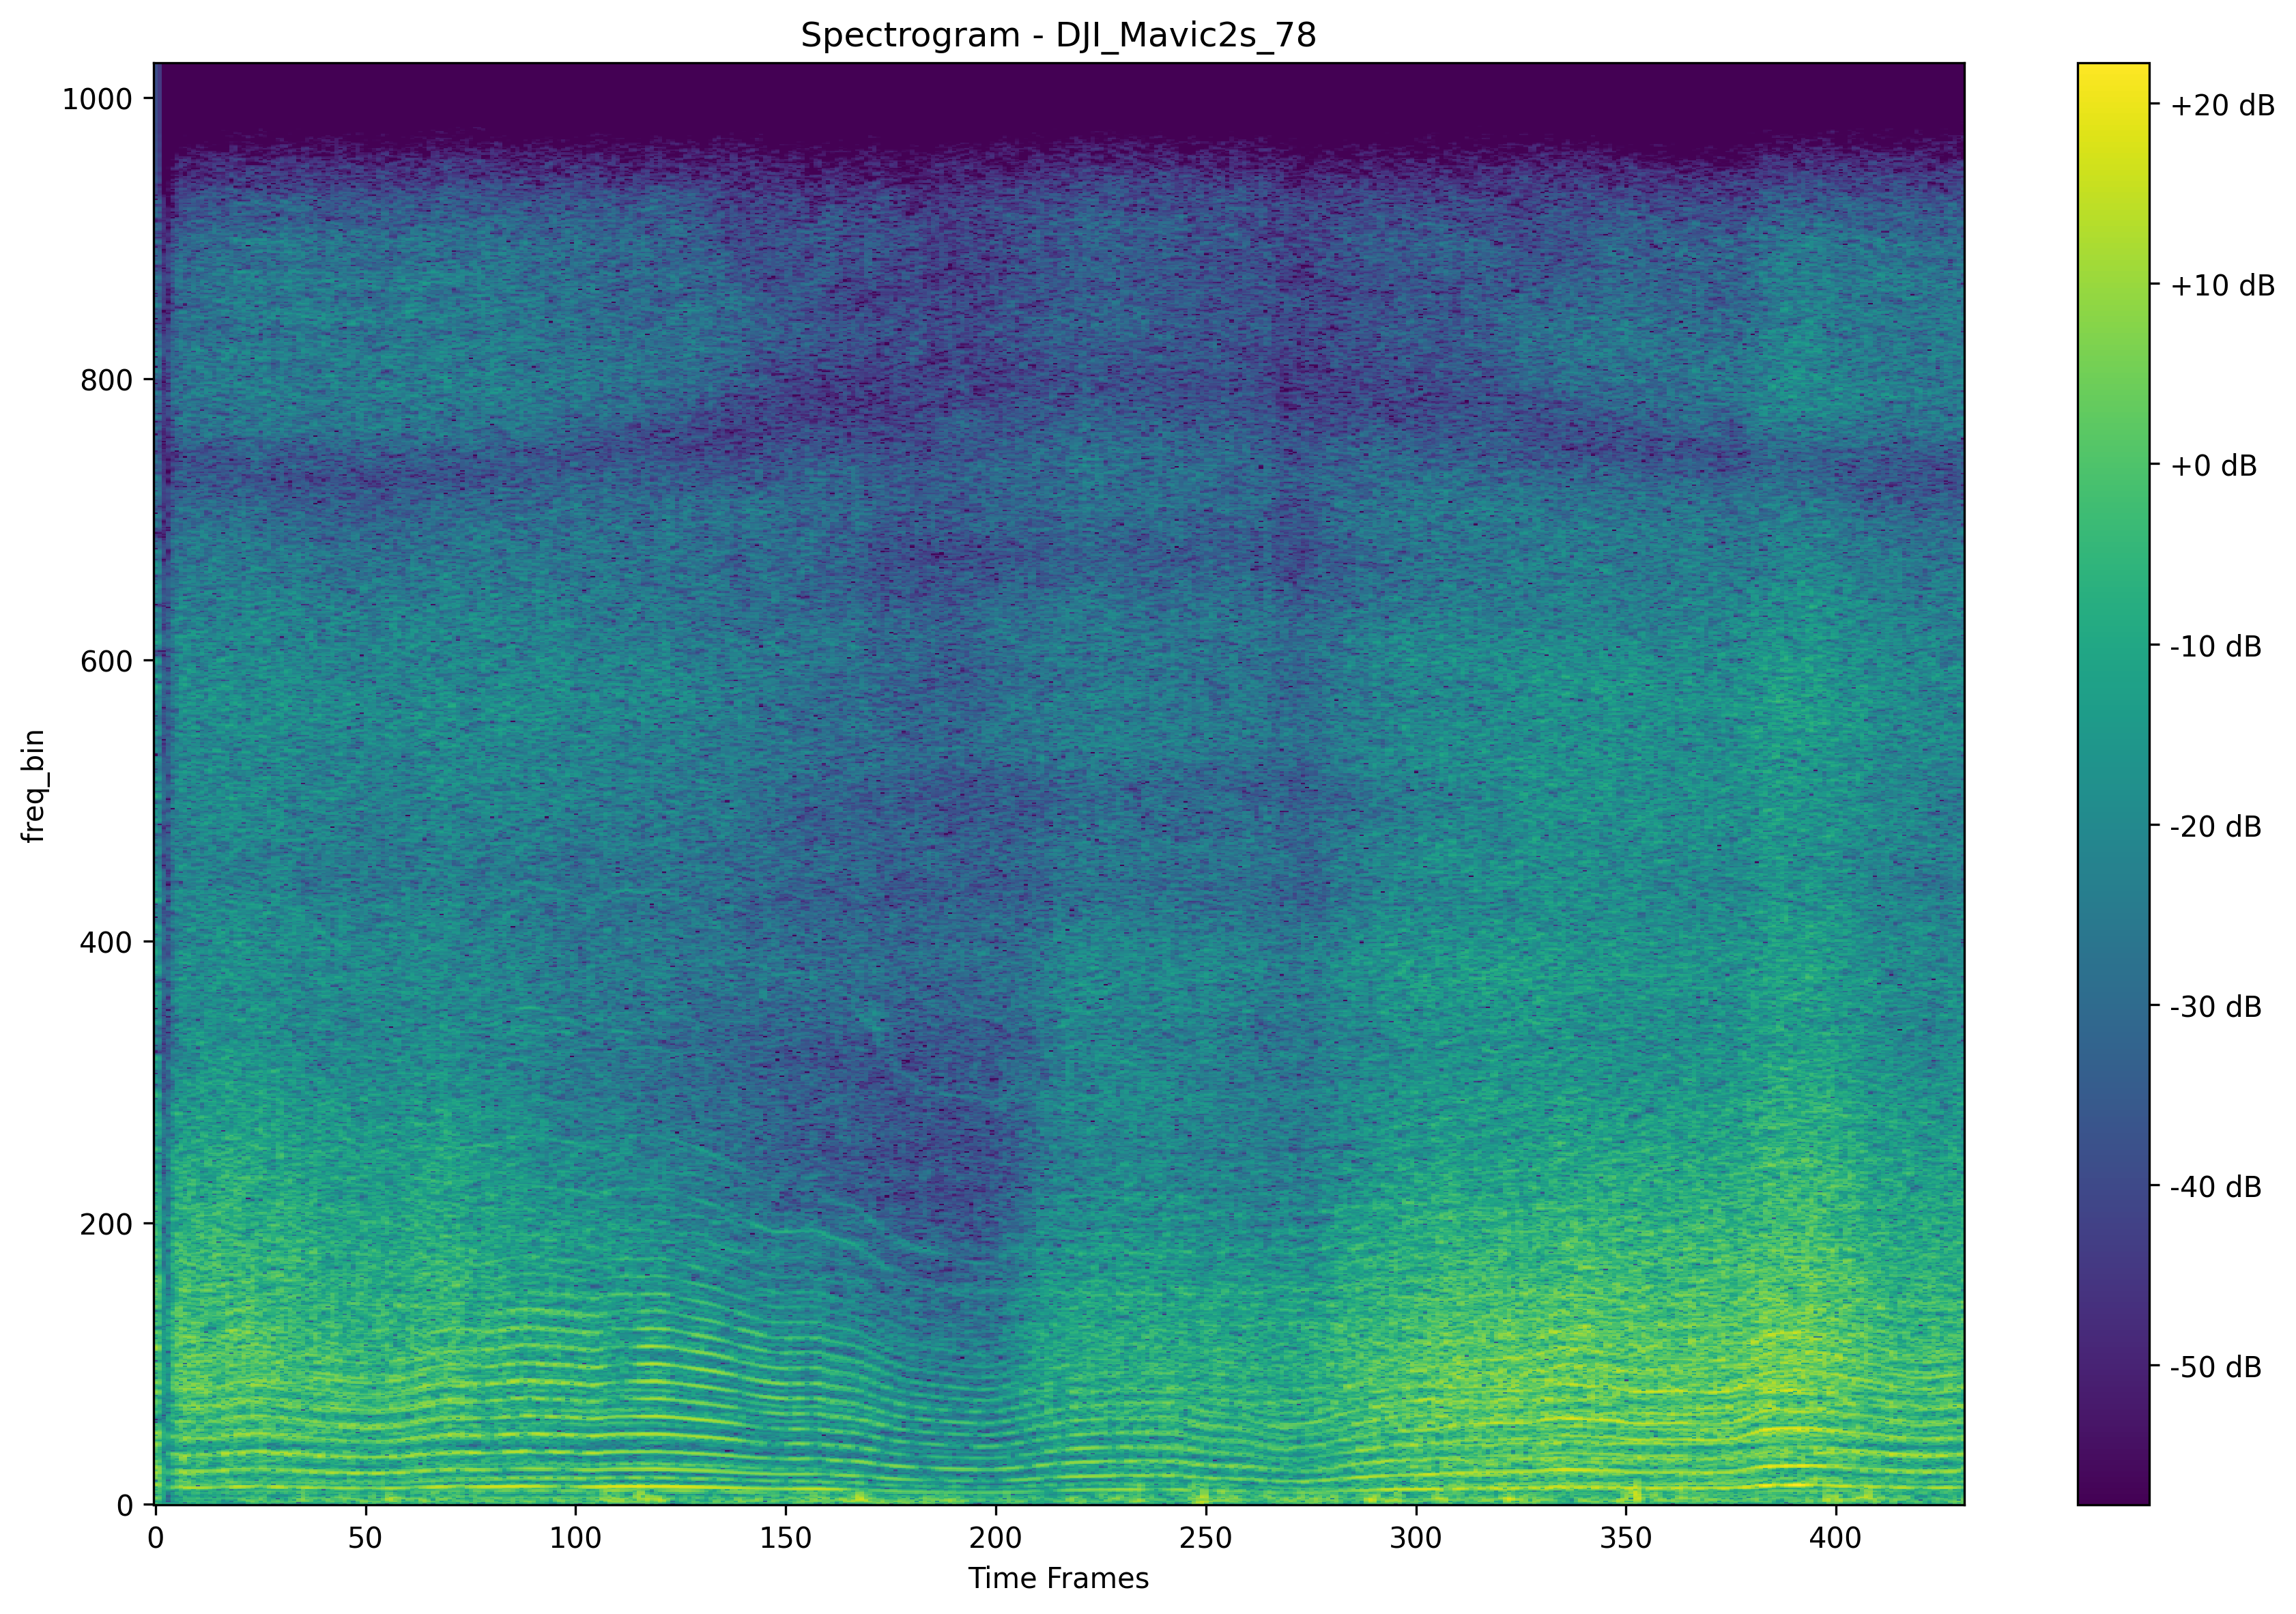 Spectrogram - DJI_Mavic2s_78
1000
800
600
400
200
0
freq_bin
0 50 100 150 200 250 300 350 400
Time Frames
+20 dB
+10 dB
+0 dB
-10 dB
-20 dB
-30 dB
-40 dB
-50 dB